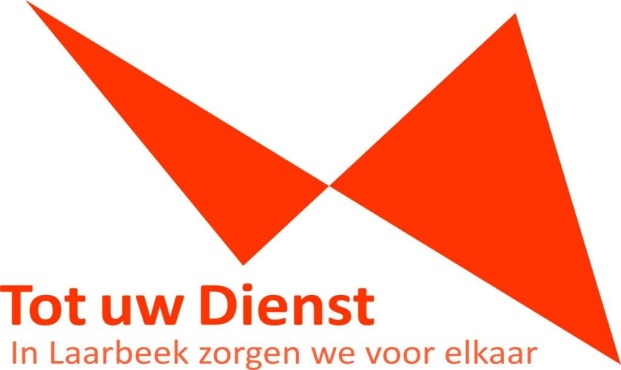 Tot uw Dienst
In Laarbeek zorgen we voor elkaar